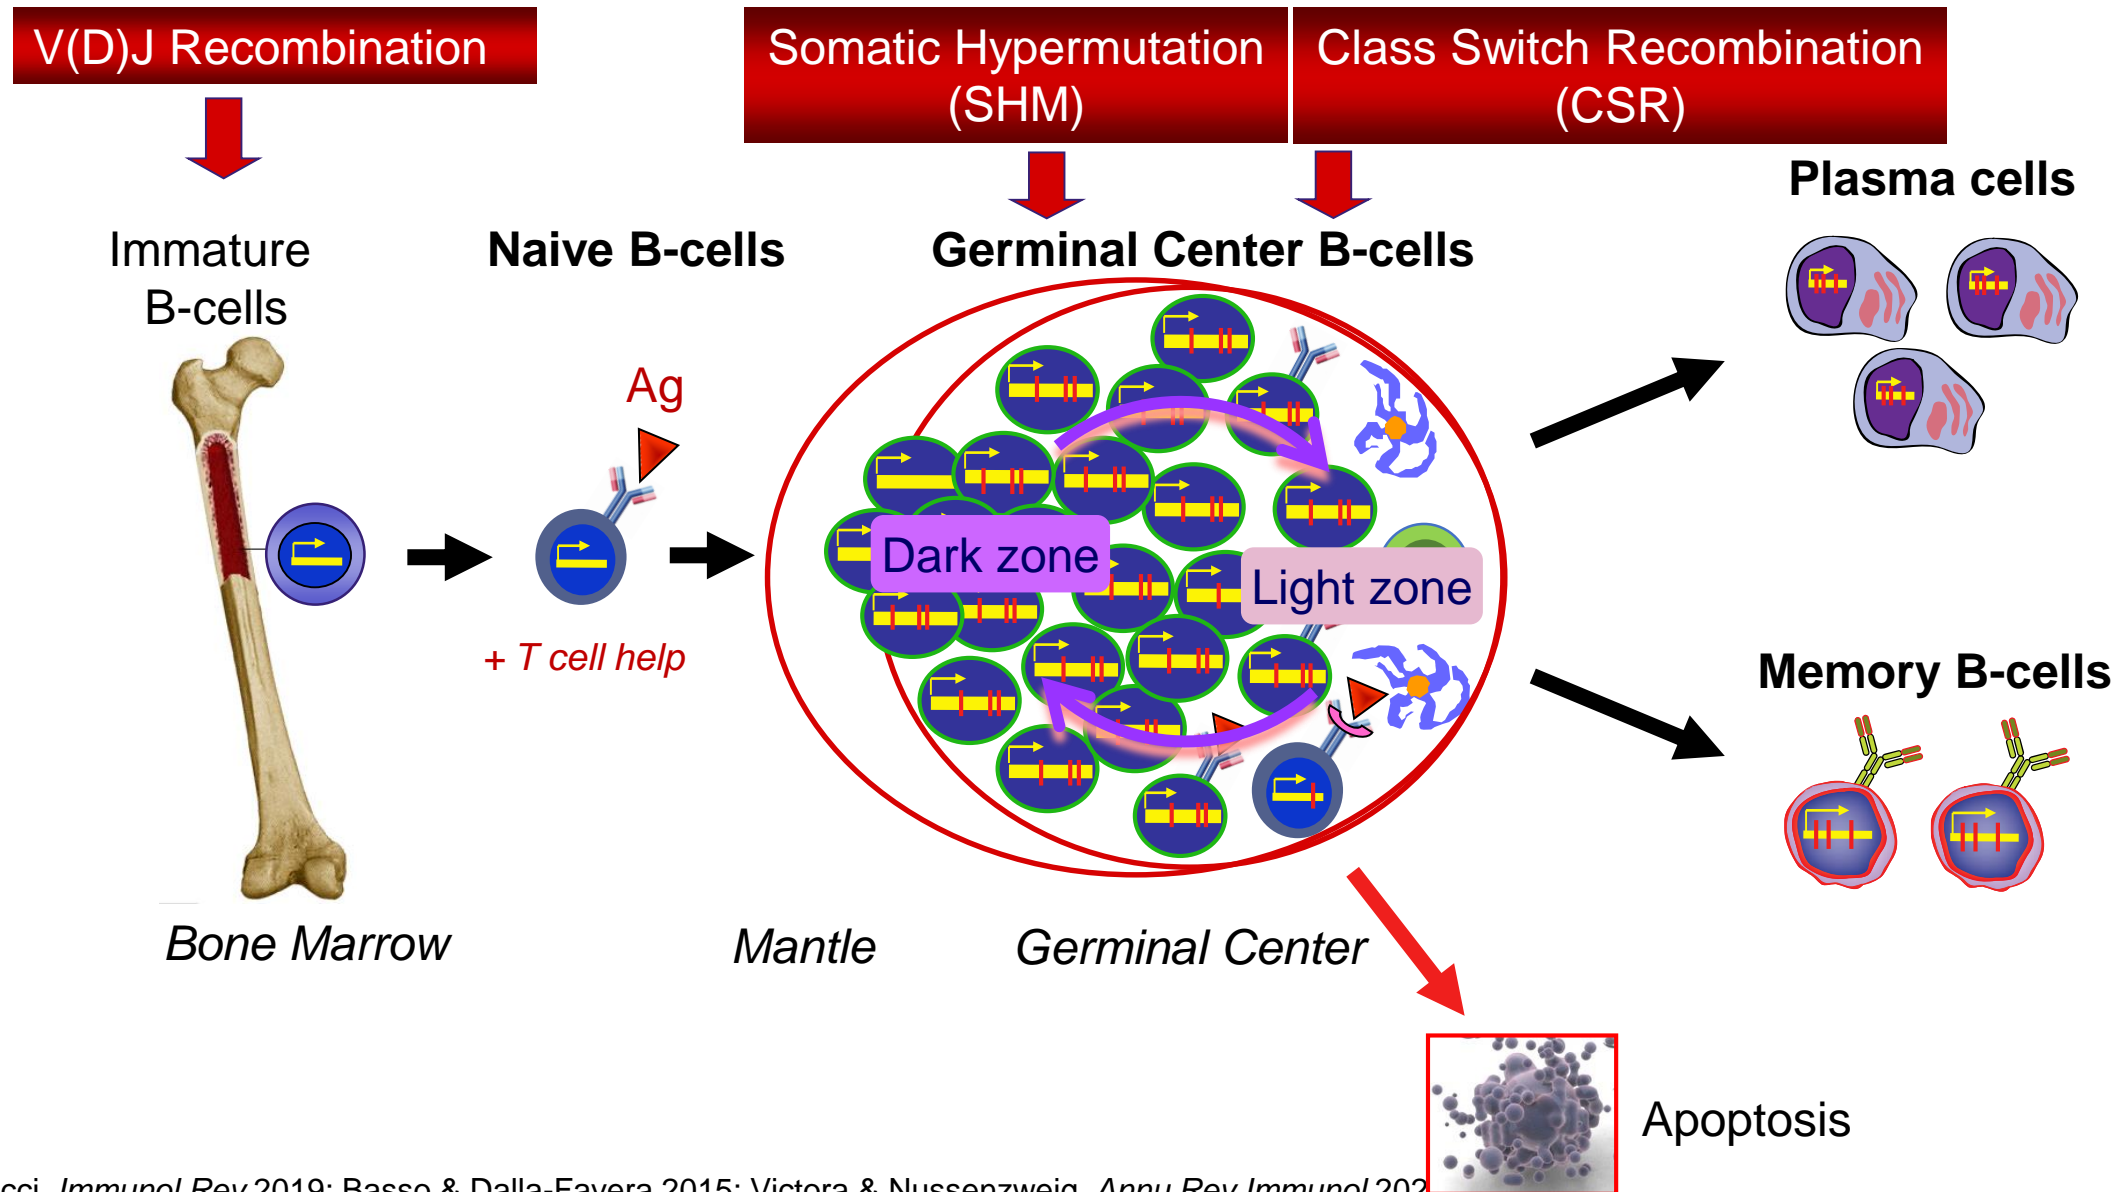 V(D)J Recombination
Somatic Hypermutation
(SHM)
Class Switch Recombination
(CSR)
Plasma cells
Immature
B-cells
Naive B-cells
Germinal Center B-cells
Ag
Dark zone
Light zone
+ T cell help
Memory B-cells
Bone Marrow
Mantle
Germinal Center
Apoptosis
Immunol Rev 2019; Basso & Dalla-Favera 2015; Victora & Nussenzweig, Annu Rev Immunol